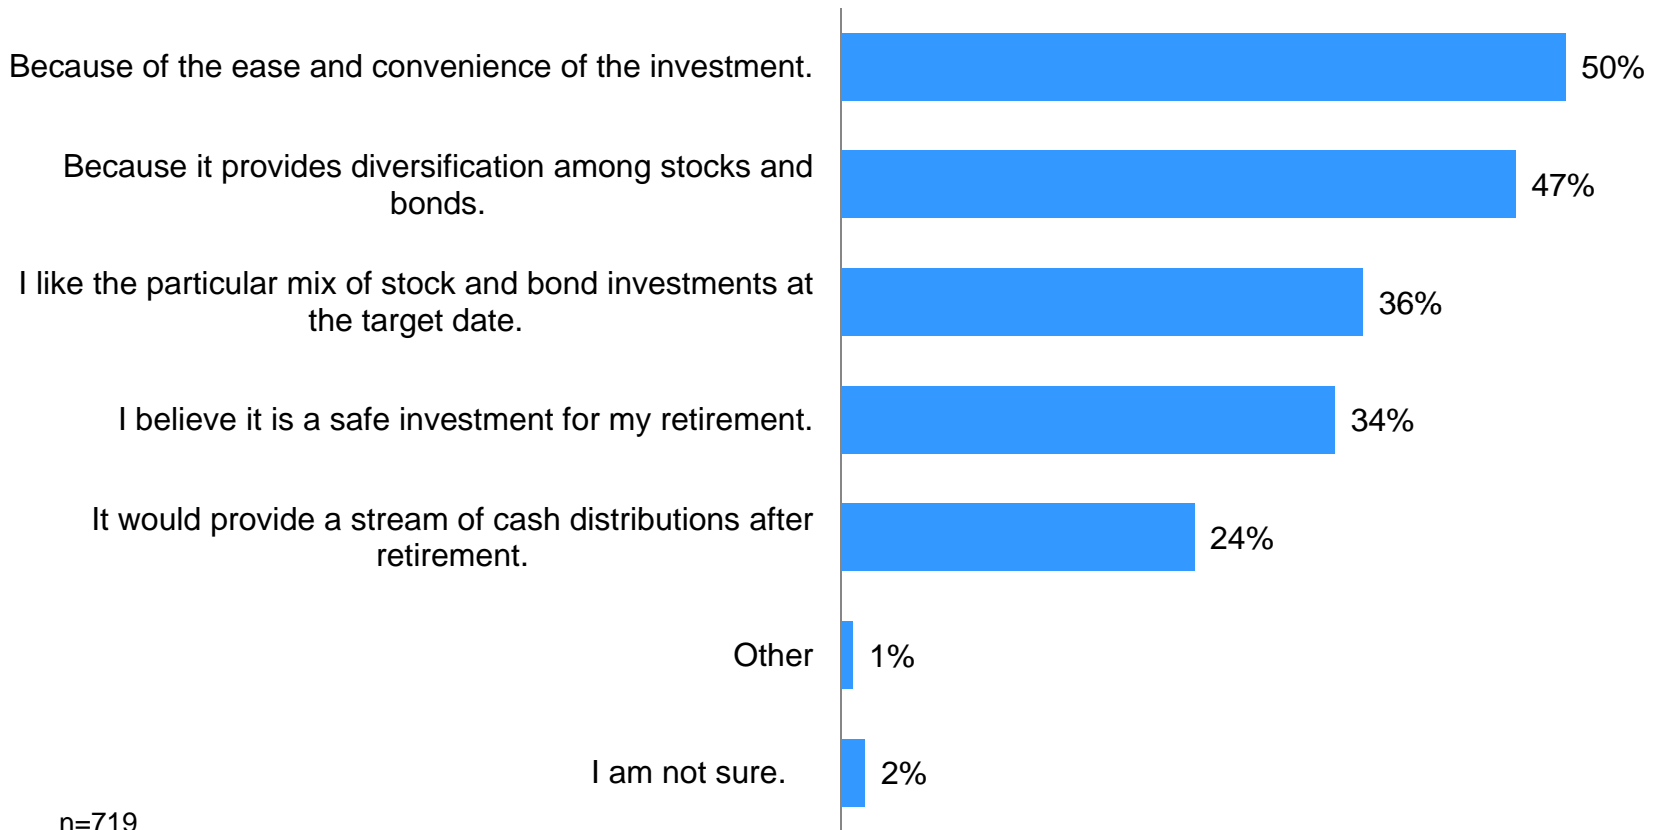 Because of the ease and convenience of the investment.
50%
Because it provides diversification among stocks and
bonds.
47%
I like the particular mix of stock and bond investments at
the target date.
36%
I believe it is a safe investment for my retirement.
34%
It would provide a stream of cash distributions after
retirement.
24%
Other
1%
I am not sure.
2%
n=719